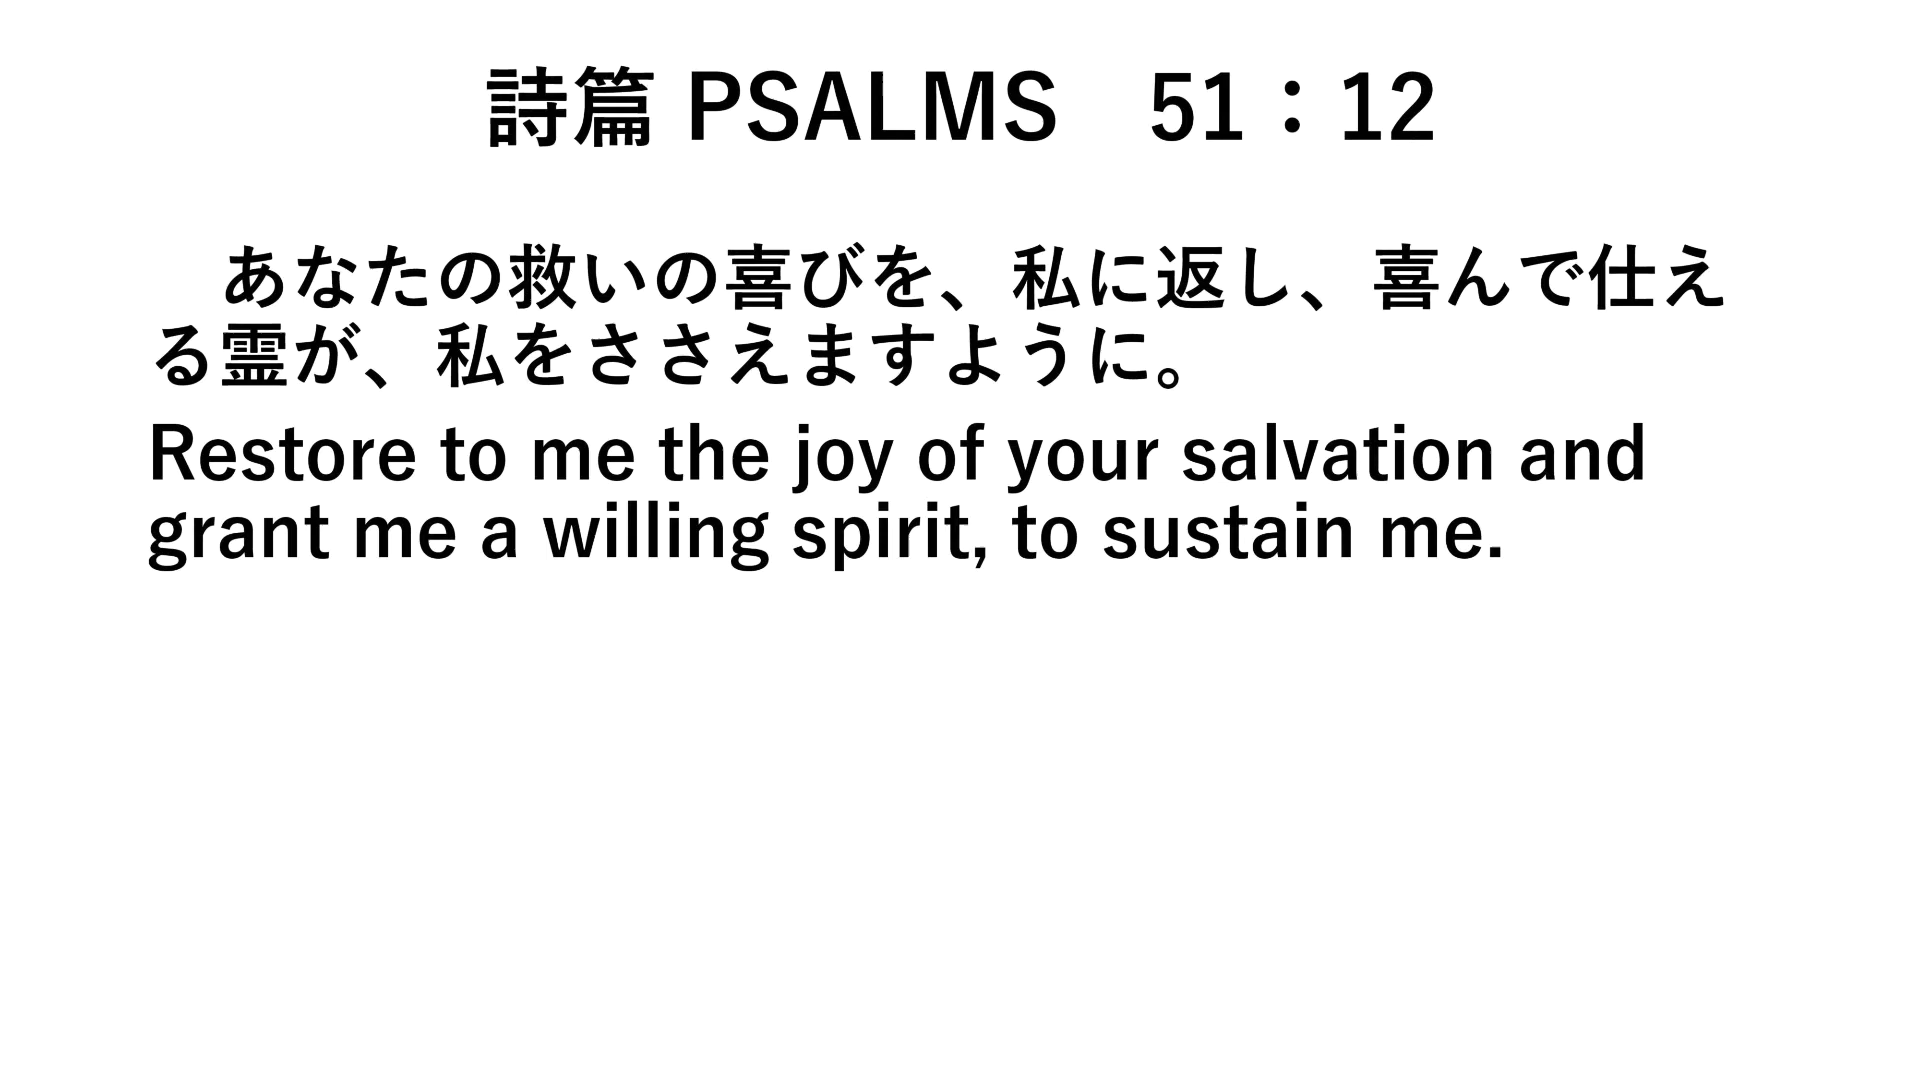 詩篇 PSALMS　51：12
　あなたの救いの喜びを、私に返し、喜んで仕え
る霊が、私をささえますように。
Restore to me the joy of your salvation and
grant me a willing spirit, to sustain me.